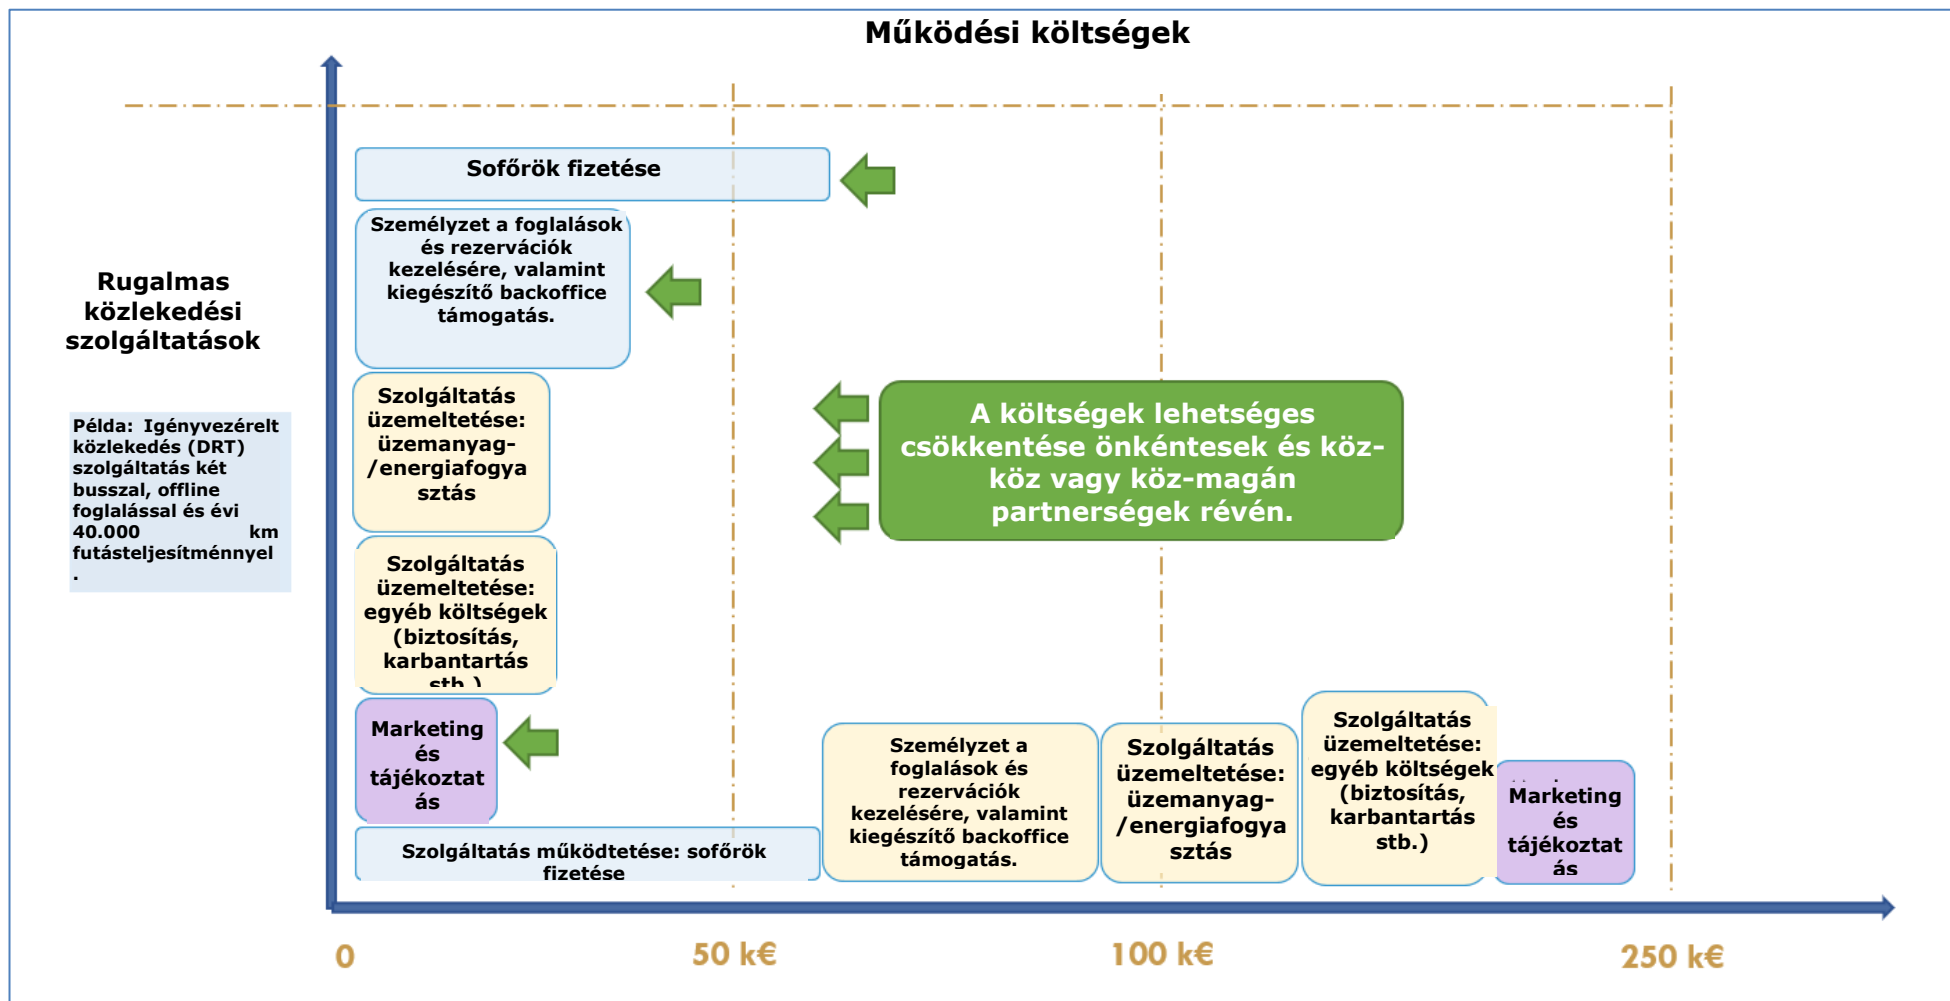 Működési költségek
Sofőrök fizetése
Személyzet a foglalások
és rezervációk
kezelésére, valamint
kiegészítő backoffice
támogatás.
Rugalmas
közlekedési
szolgáltatások
Példa: Igényvezérelt
közlekedés (DRT)
szolgáltatás két
busszal, offline
foglalással és évi
40.000 km
futásteljesítménnyel
.
Szolgáltatás
üzemeltetése:
üzemanyag-
/energiafogya
sztás
A költségek lehetséges
csökkentése önkéntesek és köz-
köz vagy köz-magán
partnerségek révén.
Szolgáltatás
üzemeltetése:
egyéb költségek
(biztosítás,
karbantartás
stb.)
Marketing
és
tájékoztat
ás
Szolgáltatás működtetése: sofőrök
fizetése
Személyzet a
foglalások és
rezervációk
kezelésére, valamint
kiegészítő backoffice
támogatás.
Szolgáltatás
üzemeltetése:
üzemanyag-
/energiafogya
sztás
Szolgáltatás
üzemeltetése:
egyéb költségek
(biztosítás,
karbantartás
stb.)
Marketing
és
tájékoztat
ás
0
50 k€
100 k€
250 k€